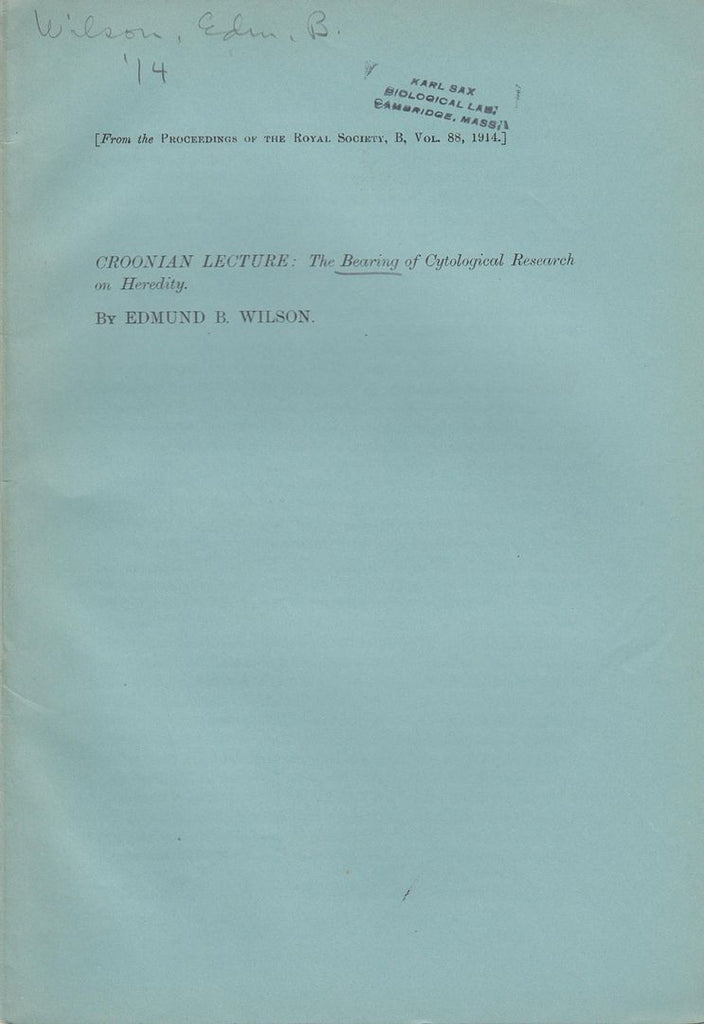 Wilson, Edm. B.
'14
KARL SAX
BIOLOGICAL LAB.
CAMBRIDGE, MASS.
[From the PROCEEDINGS OF THE ROYAL SOCIETY, B, VOL. 88, 1914.]
CROONIAN LECTURE: The Bearing of Cytological Research
on Heredity.
BY EDMUND B. WILSON.